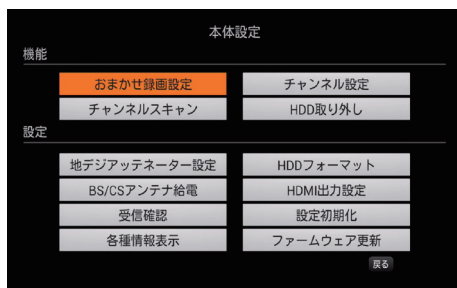 本体設定
機能
おまかせ録画設定 チャンネル設定
チャンネルスキャン HDD取り外し
設定
地デジアッテネーター設定 HDDフォーマット
BS/CSアンテナ給電 HDMI出力設定
受信確認 設定初期化
各種情報表示 ファームウェア更新
戻る